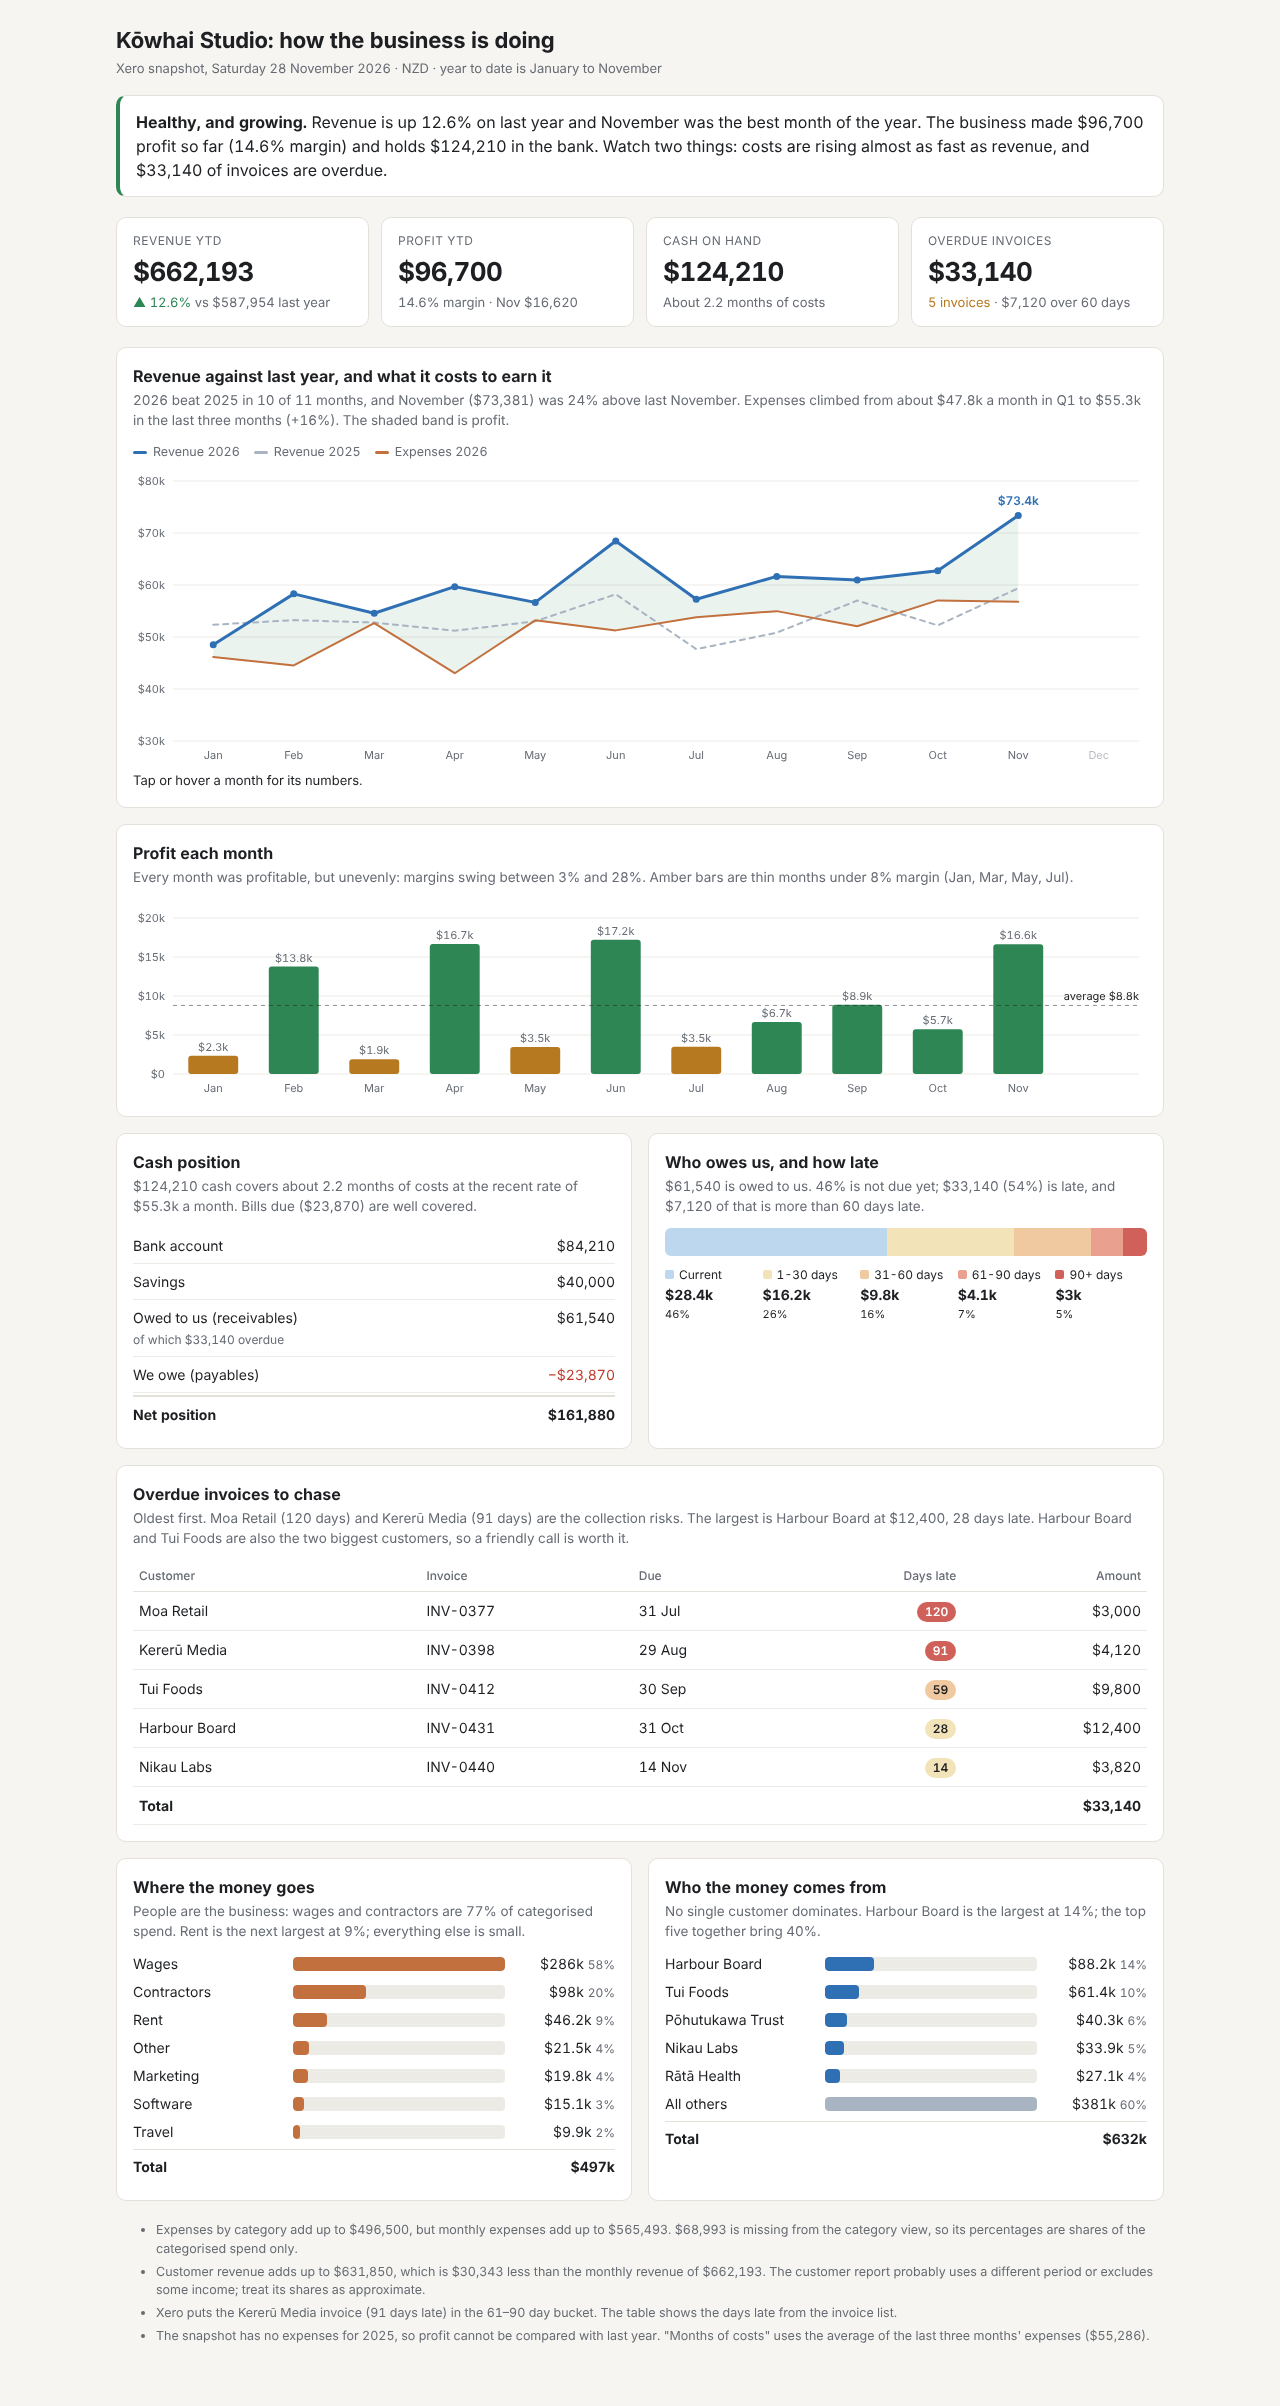 Kōwhai Studio: how the business is doing
Xero snapshot, Saturday 28 November 2026 · NZD · year to date is January to November
Healthy, and growing. Revenue is up 12.6% on last year and November was the best month of the year. The business made $96,700
profit so far (14.6% margin) and holds $124,210 in the bank. Watch two things: costs are rising almost as fast as revenue, and
$33,140 of invoices are overdue.
REVENUE YTD
$662,193
▲ 12.6% vs $587,954 last year
PROFIT YTD
$96,700
14.6% margin · Nov $16,620
CASH ON HAND
$124,210
About 2.2 months of costs
OVERDUE INVOICES
$33,140
5 invoices · $7,120 over 60 days
Revenue against last year, and what it costs to earn it
2026 beat 2025 in 10 of 11 months, and November ($73,381) was 24% above last November. Expenses climbed from about $47.8k a month in Q1 to $55.3k
in the last three months (+16%). The shaded band is profit.
Revenue 2026 Revenue 2025 Expenses 2026
$80k
$73.4k
$70k
$60k
$50k
$40k
$30k
Jan Feb Mar Apr May Jun Jul Aug Sep Oct Nov Dec
Tap or hover a month for its numbers.
Profit each month
Every month was profitable, but unevenly: margins swing between 3% and 28%. Amber bars are thin months under 8% margin (Jan, Mar, May, Jul).
$20k
$15k
$10k
$5k
$0
$2.3k $13.8k $1.9k $16.7k $3.5k $17.2k $3.5k $6.7k $8.9k $5.7k $16.6k
average $8.8k
Jan Feb Mar Apr May Jun Jul Aug Sep Oct Nov
Cash position
$124,210 cash covers about 2.2 months of costs at the recent rate of
$55.3k a month. Bills due ($23,870) are well covered.
Bank account $84,210
Savings $40,000
Owed to us (receivables) $61,540
of which $33,140 overdue
We owe (payables) −$23,870
Net position $161,880
Who owes us, and how late
$61,540 is owed to us. 46% is not due yet; $33,140 (54%) is late, and
$7,120 of that is more than 60 days late.
Current 1-30 days 31-60 days 61-90 days 90+ days
$28.4k $16.2k $9.8k $4.1k $3k
46% 26% 16% 7% 5%
Overdue invoices to chase
Oldest first. Moa Retail (120 days) and Kererū Media (91 days) are the collection risks. The largest is Harbour Board at $12,400, 28 days late. Harbour Board
and Tui Foods are also the two biggest customers, so a friendly call is worth it.
Customer Invoice Due Days late Amount
Moa Retail INV-0377 31 Jul 120 $3,000
Kererū Media INV-0398 29 Aug 91 $4,120
Tui Foods INV-0412 30 Sep 59 $9,800
Harbour Board INV-0431 31 Oct 28 $12,400
Nikau Labs INV-0440 14 Nov 14 $3,820
Total $33,140
Where the money goes
People are the business: wages and contractors are 77% of categorised
spend. Rent is the next largest at 9%; everything else is small.
Wages $286k 58%
Contractors $98k 20%
Rent $46.2k 9%
Other $21.5k 4%
Marketing $19.8k 4%
Software $15.1k 3%
Travel $9.9k 2%
Total $497k
Who the money comes from
No single customer dominates. Harbour Board is the largest at 14%; the top
five together bring 40%.
Harbour Board $88.2k 14%
Tui Foods $61.4k 10%
Pōhutukawa Trust $40.3k 6%
Nikau Labs $33.9k 5%
Rātā Health $27.1k 4%
All others $381k 60%
Total $632k
• Expenses by category add up to $496,500, but monthly expenses add up to $565,493. $68,993 is missing from the category view, so its percentages are shares of the
categorised spend only.
• Customer revenue adds up to $631,850, which is $30,343 less than the monthly revenue of $662,193. The customer report probably uses a different period or excludes
some income; treat its shares as approximate.
• Xero puts the Kererū Media invoice (91 days late) in the 61–90 day bucket. The table shows the days late from the invoice list.
• The snapshot has no expenses for 2025, so profit cannot be compared with last year. "Months of costs" uses the average of the last three months' expenses ($55,286).